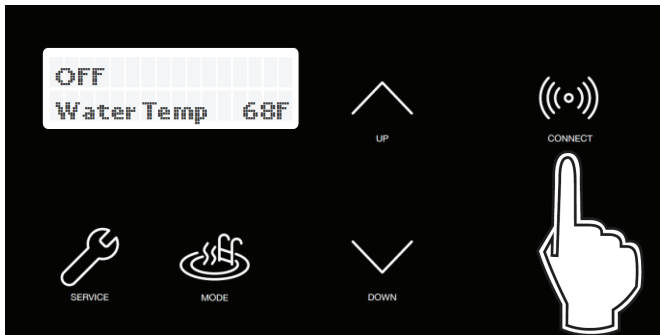 OFF
Water Temp 68F
UP
CONNECT
SERVICE
MODE
DOWN